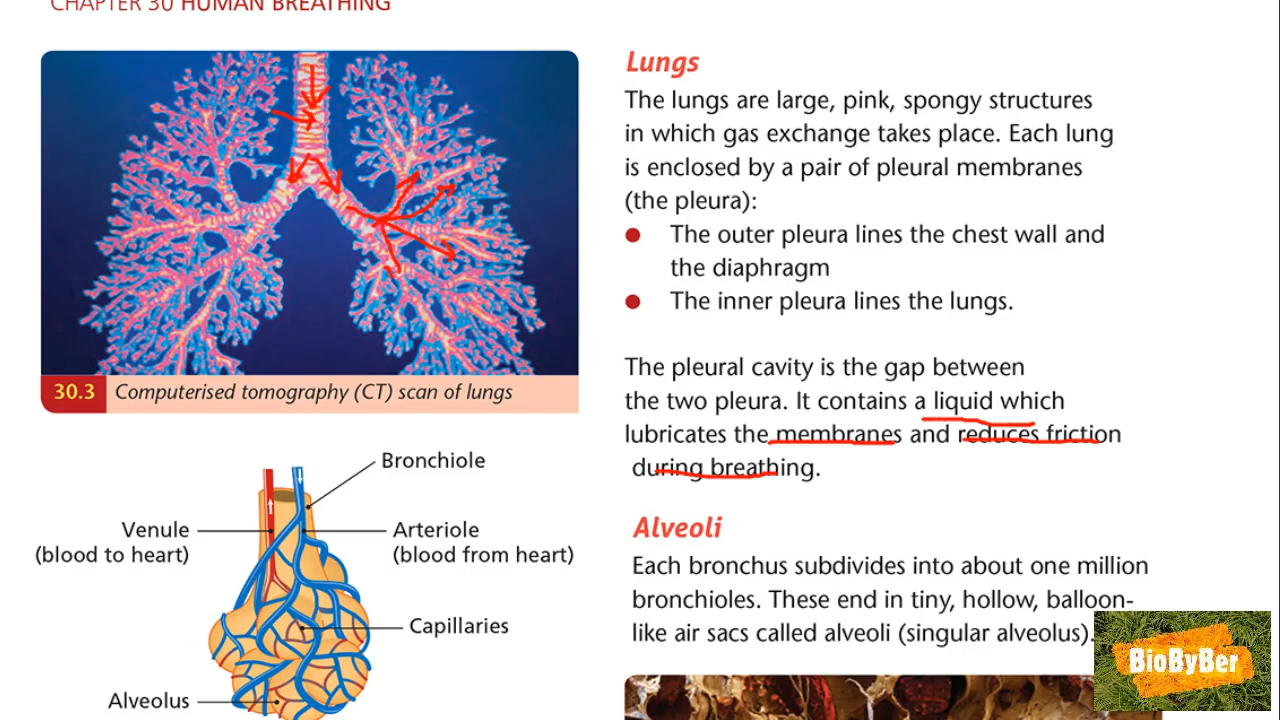 CHAPTER 30 HUMAN BREATHING
30.3 Computerised tomography (CT) scan of lungs
Bronchiole
Venule
(blood to heart)
Arteriole
(blood from heart)
Capillaries
Alveolus
Lungs
The lungs are large, pink, spongy structures
in which gas exchange takes place. Each lung
is enclosed by a pair of pleural membranes
(the pleura):
● The outer pleura lines the chest wall and
the diaphragm
● The inner pleura lines the lungs.
The pleural cavity is the gap between
the two pleura. It contains a liquid which
lubricates the membranes and reduces friction
during breathing.
Alveoli
Each bronchus subdivides into about one million
bronchioles. These end in tiny, hollow, balloon-
like air sacs called alveoli (singular alveolus).
BioByBer